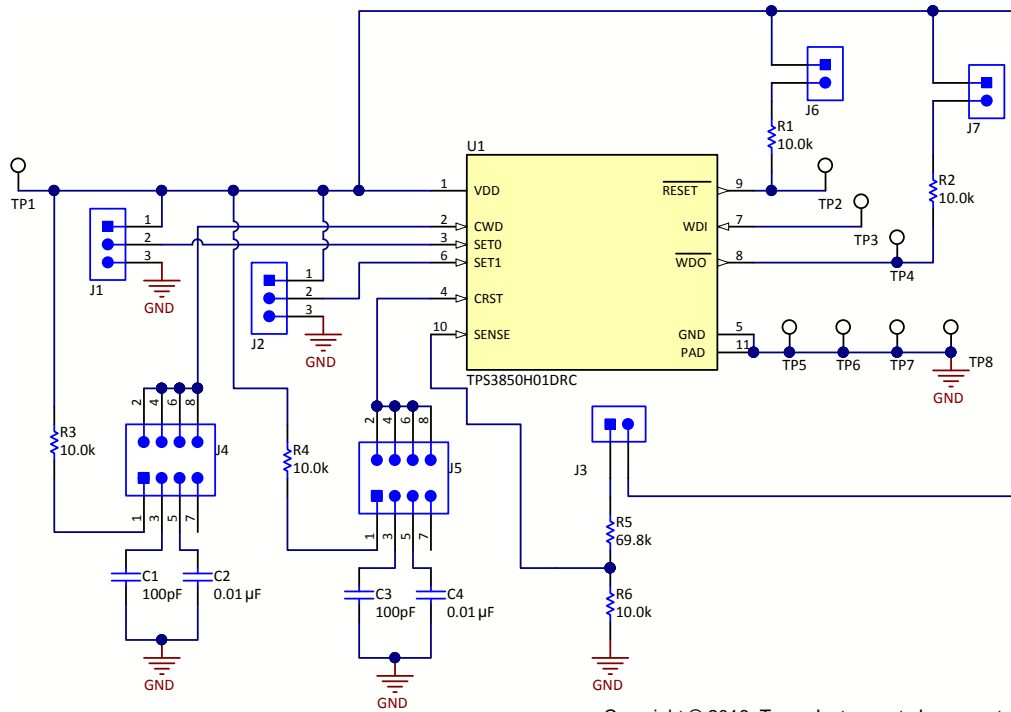 J6
R1
10.0k
J7
U1
TP1
1
VDD
RESET
9
TP2
R2
10.0k
1
2
3
J1
GND
2
CWD
3
SET0
6
SET1
WDI
7
TP3
WDO
8
TP4
1
2
3
J2
GND
4
CRST
10
SENSE
GND
5
PAD
11
TP5
TP6
TP7
TP8
GND
TPS3850H01DRC
2
4
6
8
R3
10.0k
J4
1
3
5
7
2
4
6
8
R4
10.0k
J5
1
3
5
7
J3
R5
69.8k
C1
100pF
C2
0.01 µF
C3
100pF
C4
0.01 µF
R6
10.0k
GND
GND
GND